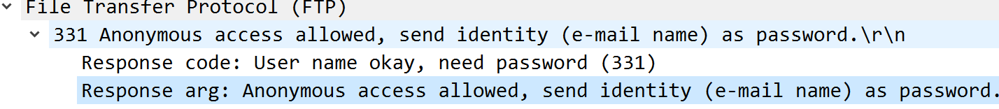 File Transfer Protocol (FTP)
331 Anonymous access allowed, send identity (e-mail name) as password.\r\n
Response code: User name okay, need password (331)
Response arg: Anonymous access allowed, send identity (e-mail name) as password.